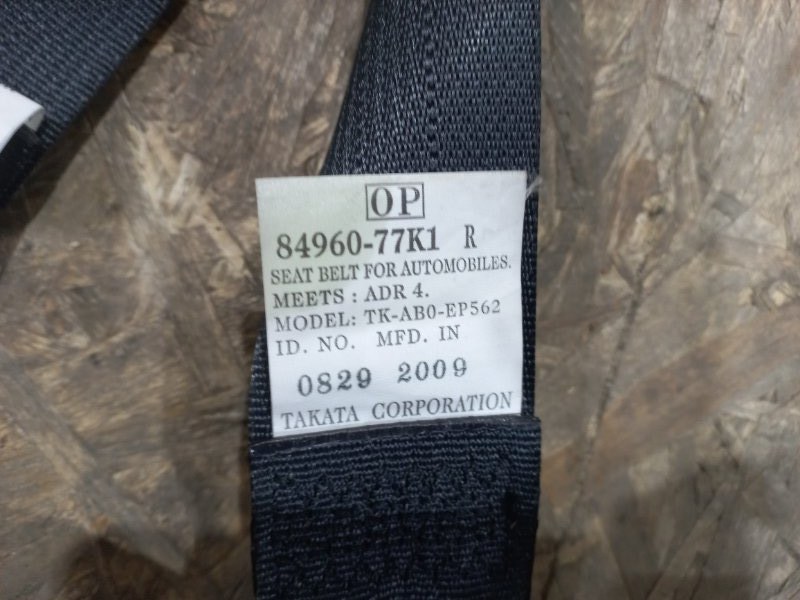 OP
84960-77K1 R
SEAT BELT FOR AUTOMOBILES.
MEETS : ADR 4.
MODEL: TK-AB0-EP562
ID. NO. MFD. IN
0829 2009
TAKATA CORPORATION